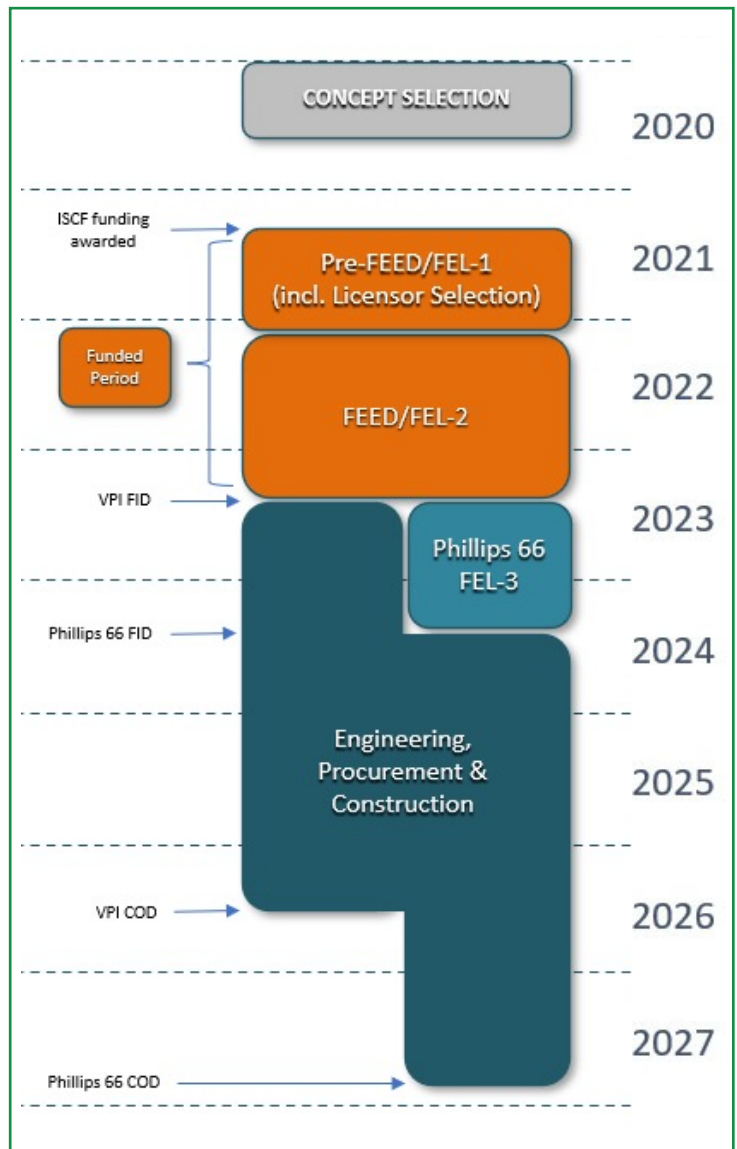 CONCEPT SELECTION
2020
ISCF funding
awarded
Pre-FEED/FEL-1
(incl. Licensor Selection)
2021
Funded
Period
FEED/FEL-2
2022
VPI FID
Phillips 66
FEL-3
2023
Phillips 66 FID
2024
Engineering,
Procurement &
Construction
2025
VPI COD
2026
2027
Phillips 66 COD